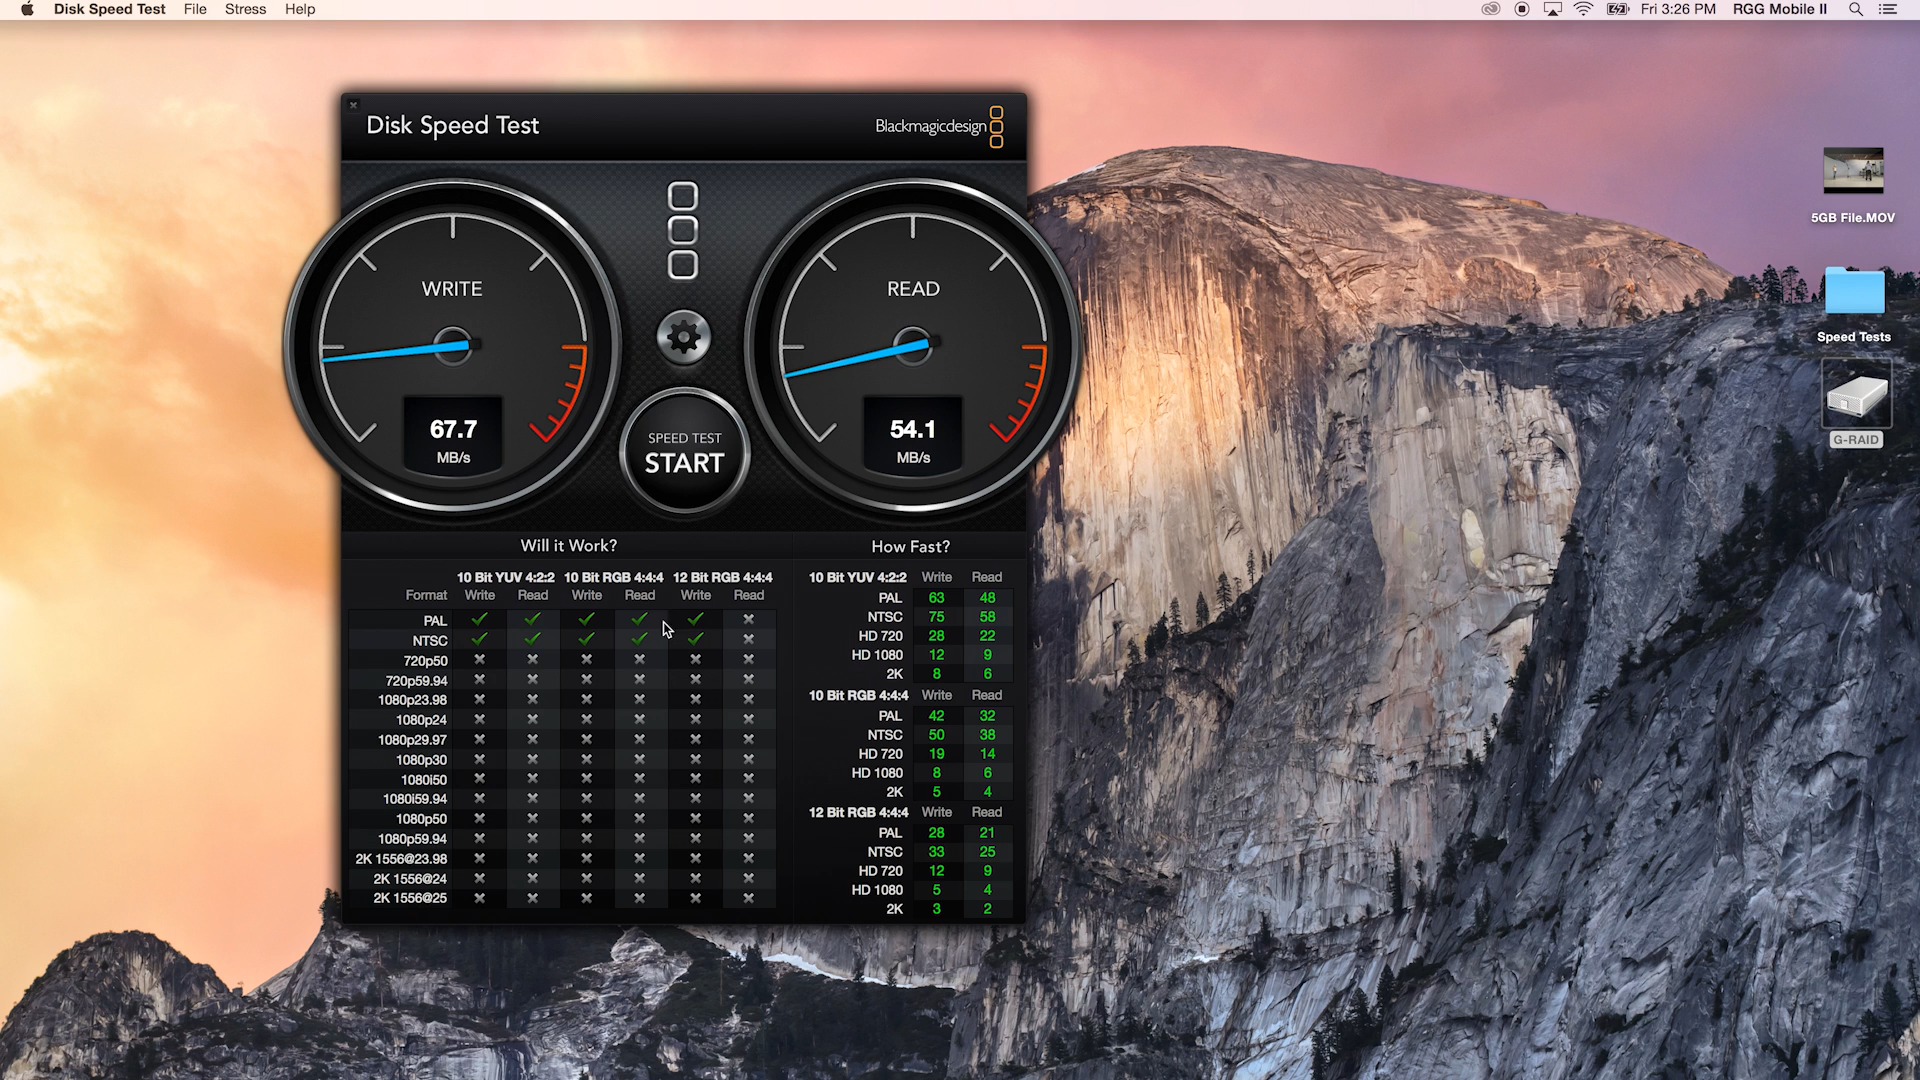 Disk Speed Test File Stress Help Fri 3:26 PM RGG Mobile II
Disk Speed Test
Blackmagicdesign
WRITE
67.7
MB/s
SPEED TEST
START
READ
54.1
MB/s
Will it Work?
10 Bit YUV 4:2:2 10 Bit RGB 4:4:4 12 Bit RGB 4:4:4
Format Write Read Write Read Write Read
PAL
NTSC
720p50
720p59.94
1080p23.98
1080p24
1080p29.97
1080p30
1080i50
1080i59.94
1080p50
1080p59.94
2K 1556@23.98
2K 1556@24
2K 1556@25
How Fast?
10 Bit YUV 4:2:2 Write Read
PAL 63 48
NTSC 75 58
HD 720 28 22
HD 1080 12 9
2K 8 6
10 Bit RGB 4:4:4 Write Read
PAL 42 32
NTSC 50 38
HD 720 19 14
HD 1080 8 6
2K 5 4
12 Bit RGB 4:4:4 Write Read
PAL 28 21
NTSC 33 25
HD 720 12 9
HD 1080 5 4
2K 3 2
5GB File.MOV
Speed Tests
G-RAID